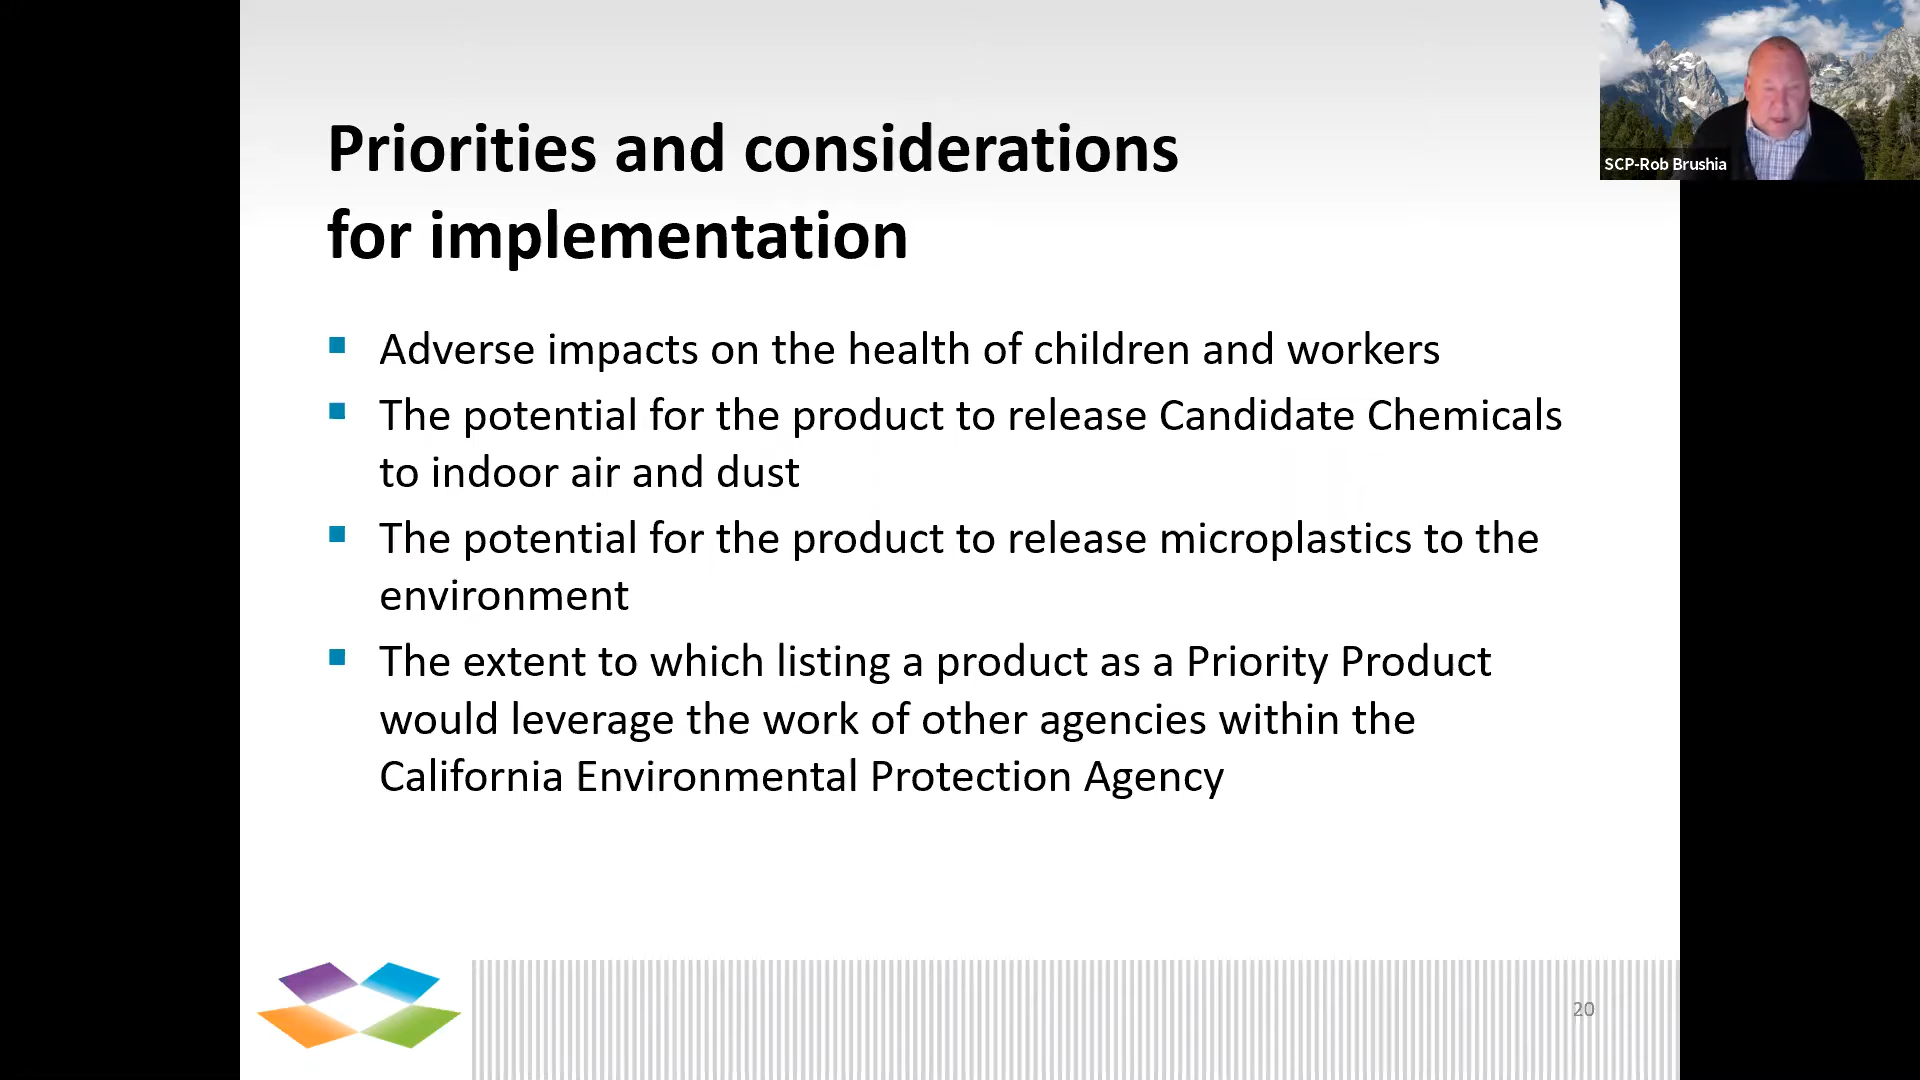 Priorities and considerations
for implementation
SCP-Rob Brushia
Adverse impacts on the health of children and workers
The potential for the product to release Candidate Chemicals
to indoor air and dust
The potential for the product to release microplastics to the
environment
The extent to which listing a product as a Priority Product
would leverage the work of other agencies within the
California Environmental Protection Agency
20